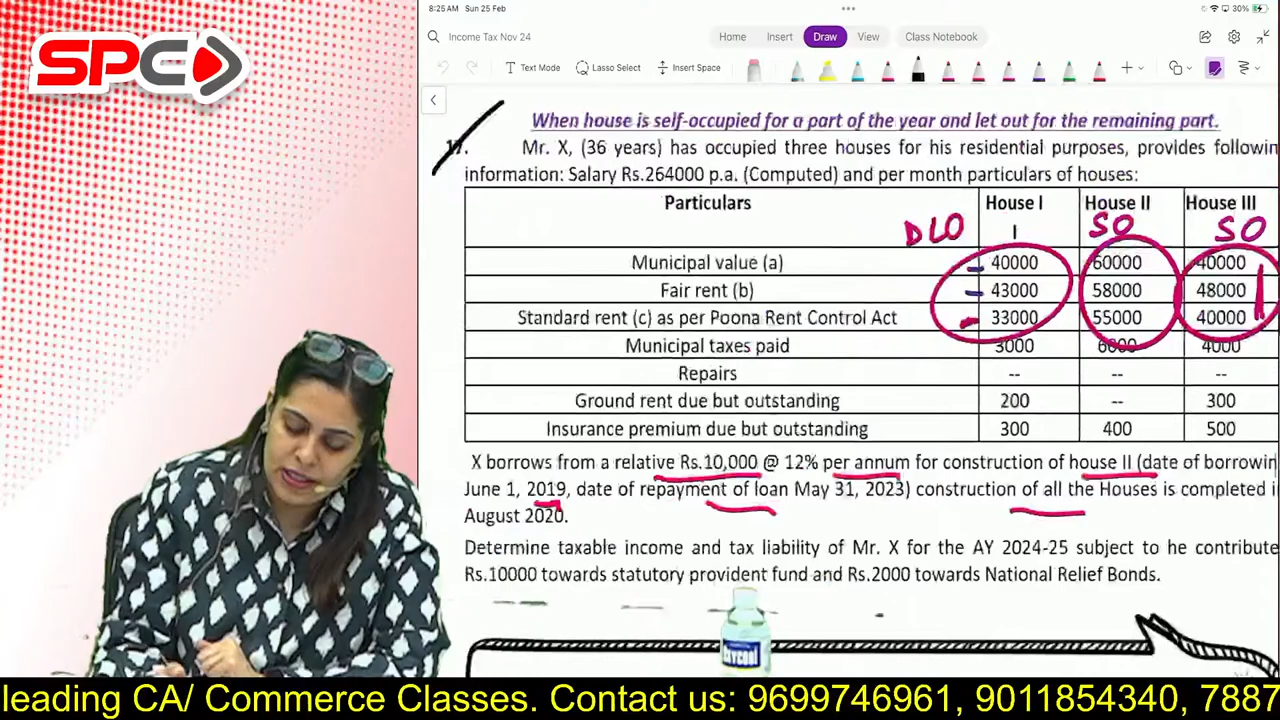 8:25 AM Sun 25 Feb
30%
SPC
Income Tax Nov 24
Home Insert Draw View Class Notebook
Text Mode Lasso Select Insert Space
When house is self-occupied for a part of the year and let out for the remaining part.
17. Mr. X, (36 years) has occupied three houses for his residential purposes, provides followin
information: Salary Rs.264000 p.a. (Computed) and per month particulars of houses:
Particulars House I House II House III
DLO I SO SO
Municipal value (a) 40000 60000 40000
Fair rent (b) 43000 58000 48000
Standard rent (c) as per Poona Rent Control Act 33000 55000 40000
Municipal taxes paid 3000 6000 4000
Repairs -- -- --
Ground rent due but outstanding 200 -- 300
Insurance premium due but outstanding 300 400 500
X borrows from a relative Rs.10,000 @ 12% per annum for construction of house II (date of borrowin
June 1, 2019, date of repayment of loan May 31, 2023) construction of all the Houses is completed i
August 2020.
Determine taxable income and tax liability of Mr. X for the AY 2024-25 subject to he contribute
Rs.10000 towards statutory provident fund and Rs.2000 towards National Relief Bonds.
OXYCOOL
leading CA/ Commerce Classes. Contact us: 9699746961, 9011854340, 7887